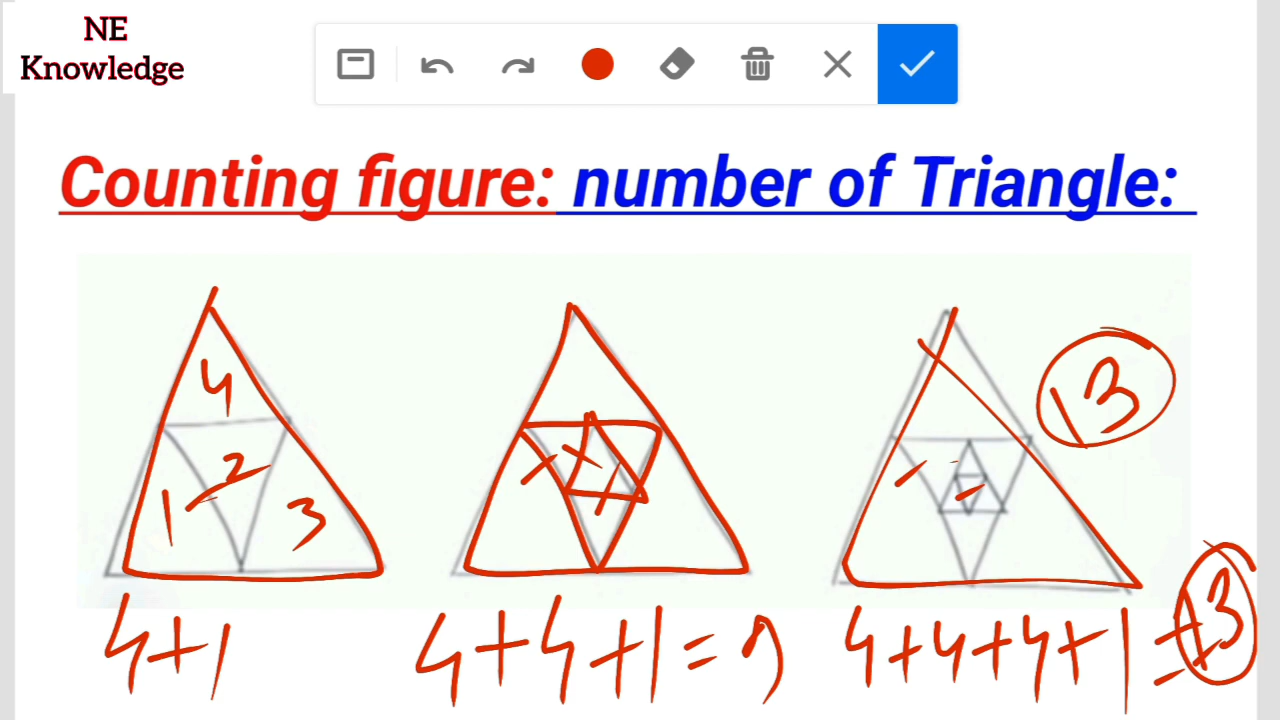 NE
Knowledge
Counting figure: number of Triangle:
4
2
1
3
13
4+1
4+4+1=9
4+4+4+1=13